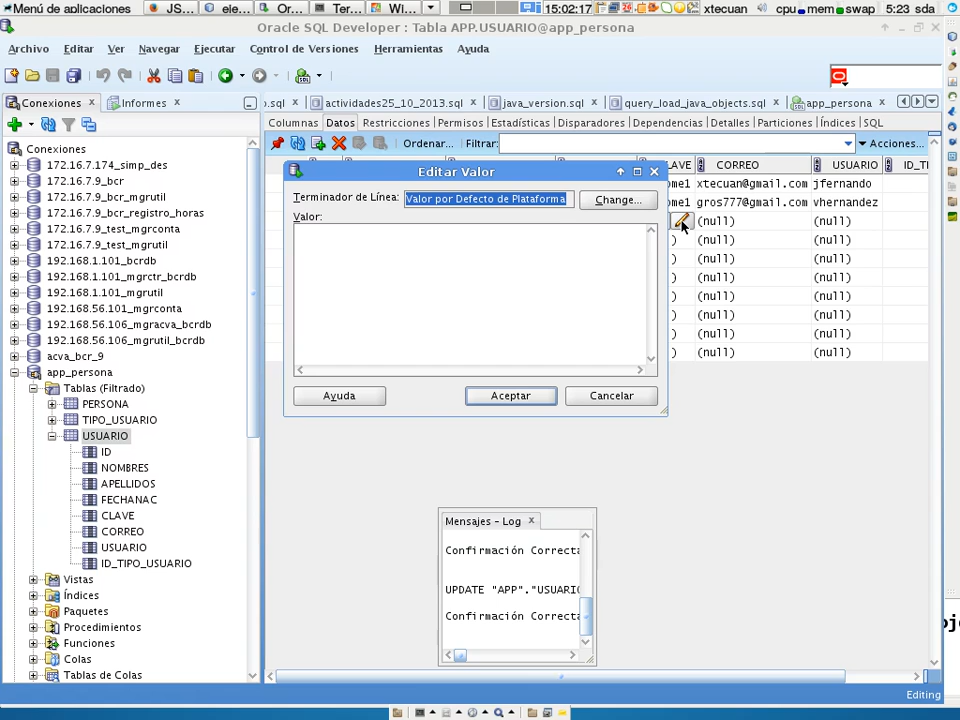 Menú de aplicaciones
JS...
ele...
Or...
Ter...
Wi...
15:02:17
xtecuan
cpu
mem
swap
5:23 sda
Oracle SQL Developer : Tabla APP.USUARIO@app_persona
Archivo Editar Ver Navegar Ejecutar Control de Versiones Herramientas Ayuda
Conexiones
Informes
o.sql
actividades25_10_2013.sql
java_version.sql
query_load_java_objects.sql
app_persona
Columnas Datos Restricciones Permisos Estadísticas Disparadores Dependencias Detalles Particiones Índices SQL
Ordenar... Filtrar: Acciones...
LAVE CORREO USUARIO ID_TI
ome1 xtecuan@gmail.com jfernando
ome1 gros777@gmail.com vhernandez
(null) (null)
) (null) (null)
) (null) (null)
) (null) (null)
) (null) (null)
) (null) (null)
) (null) (null)
) (null) (null)
Editar Valor
Terminador de Línea: Valor por Defecto de Plataforma Change...
Valor:
Ayuda Aceptar Cancelar
Conexiones
172.16.7.174_simp_des
172.16.7.9_bcr
172.16.7.9_bcr_mgrutil
172.16.7.9_bcr_registro_horas
172.16.7.9_test_mgrconta
172.16.7.9_test_mgrutil
192.168.1.101_bcrdb
192.168.1.101_mgrctr_bcrdb
192.168.1.101_mgrutil
192.168.56.101_mgrconta
192.168.56.106_mgracva_bcrdb
192.168.56.106_mgrutil_bcrdb
acva_bcr_9
app_persona
Tablas (Filtrado)
PERSONA
TIPO_USUARIO
USUARIO
ID
NOMBRES
APELLIDOS
FECHANAC
CLAVE
CORREO
USUARIO
ID_TIPO_USUARIO
Vistas
Índices
Paquetes
Procedimientos
Funciones
Colas
Tablas de Colas
Mensajes - Log
Confirmación Correcta
UPDATE "APP"."USUARIO
Confirmación Correcta
Editing